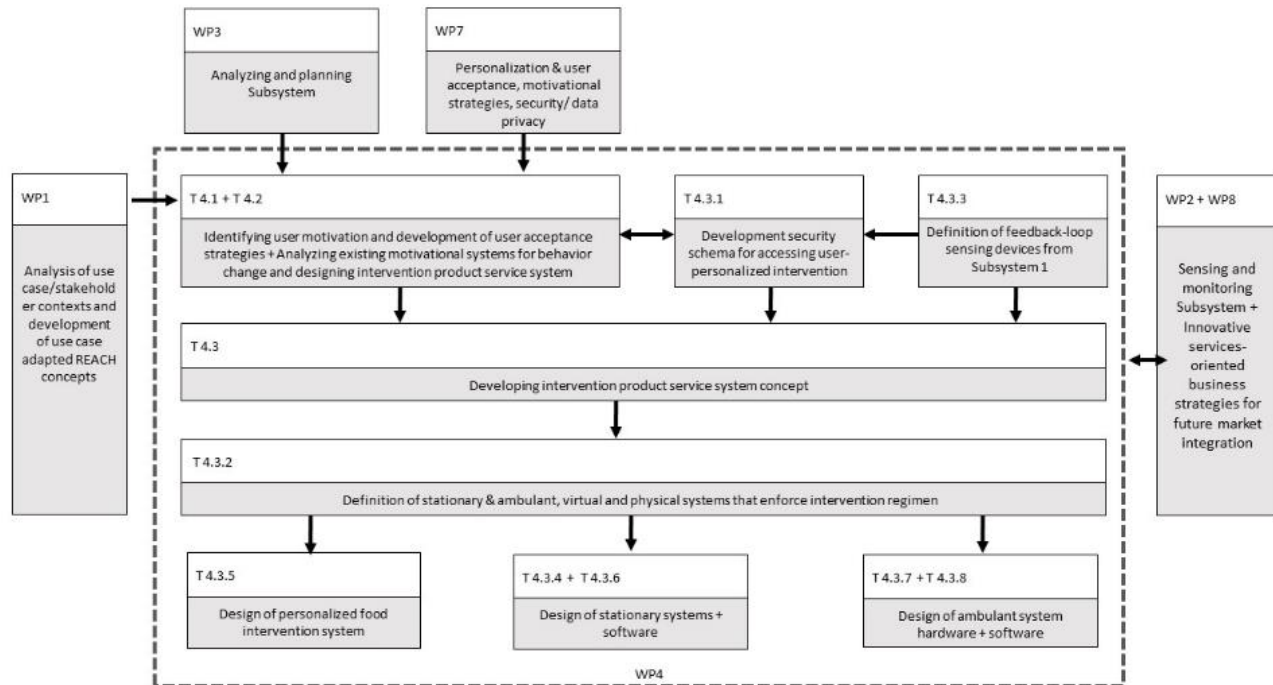 WP3
Analyzing and planning
Subsystem
WP7
Personalization & user
acceptance, motivational
strategies, security/ data
privacy
WP1
Analysis of use
case/stakehold
er contexts and
development
of use case
adapted REACH
concepts
T 4.1 + T 4.2
Identifying user motivation and development of user acceptance
strategies + Analyzing existing motivational systems for behavior
change and designing intervention product service system
T 4.3.1
Development security
schema for accessing user-
personalized intervention
T 4.3.3
Definition of feedback-loop
sensing devices from
Subsystem 1
WP2 + WP8
Sensing and
monitoring
Subsystem +
Innovative
services-
oriented
business
strategies for
future market
integration
T 4.3
Developing intervention product service system concept
T 4.3.2
Definition of stationary & ambulant, virtual and physical systems that enforce intervention regimen
T 4.3.5
Design of personalized food
intervention system
T 4.3.4 + T 4.3.6
Design of stationary systems +
software
T 4.3.7 + T 4.3.8
Design of ambulant system
hardware + software
WP4